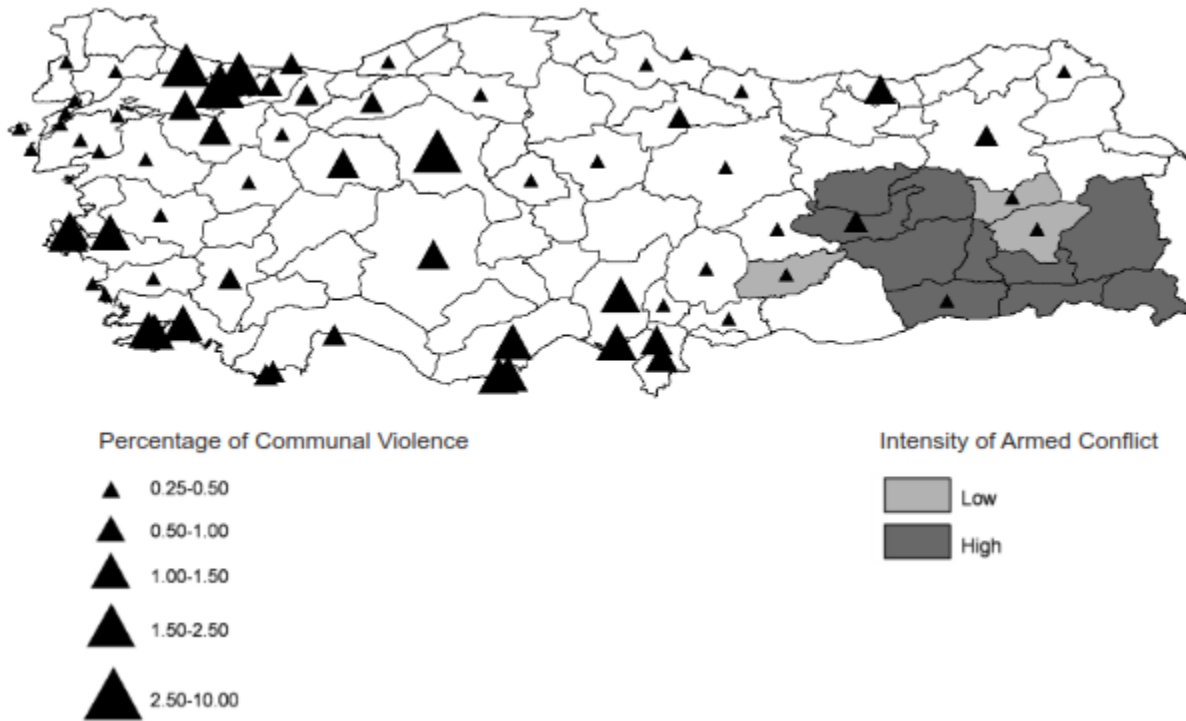 Percentage of Communal Violence
0.25-0.50
0.50-1.00
1.00-1.50
1.50-2.50
2.50-10.00
Intensity of Armed Conflict
Low
High